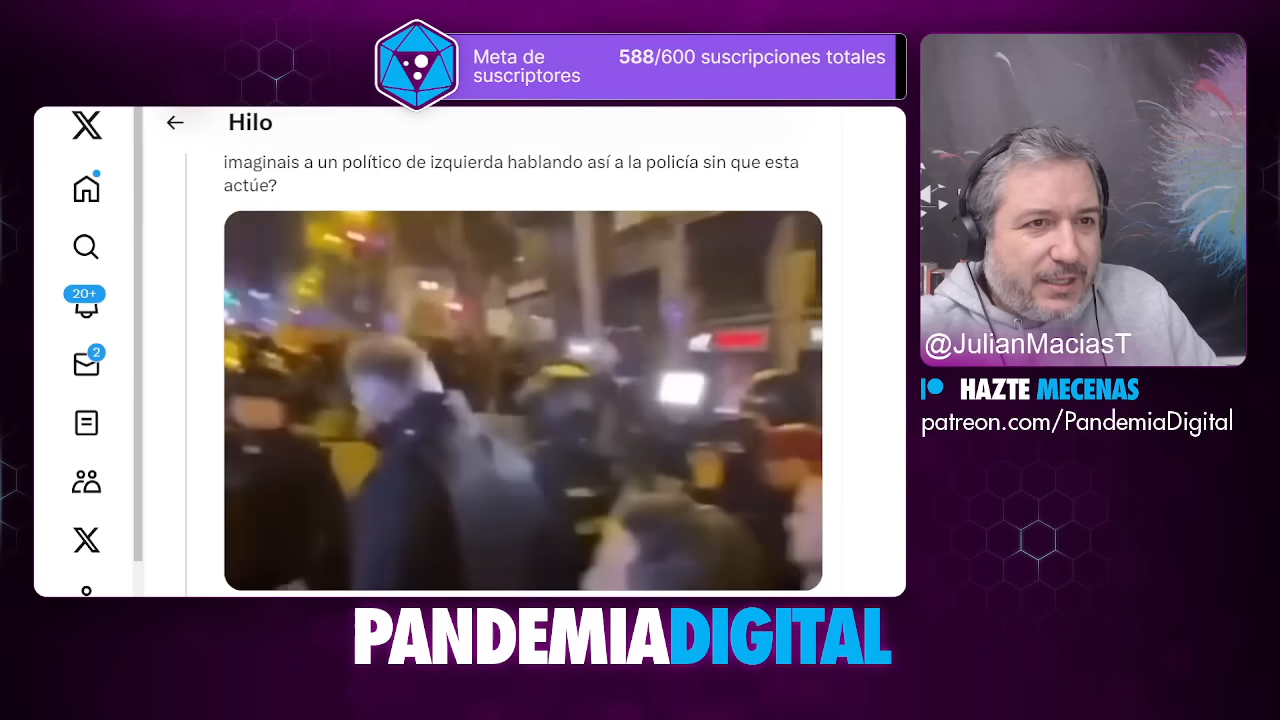 Meta de
suscriptores
588/600 suscripciones totales
Hilo
imaginais a un político de izquierda hablando así a la policía sin que esta
actúe?
20+
2
@JulianMaciasT
HAZTE MECENAS
patreon.com/PandemiaDigital
PANDEMIADIGITAL